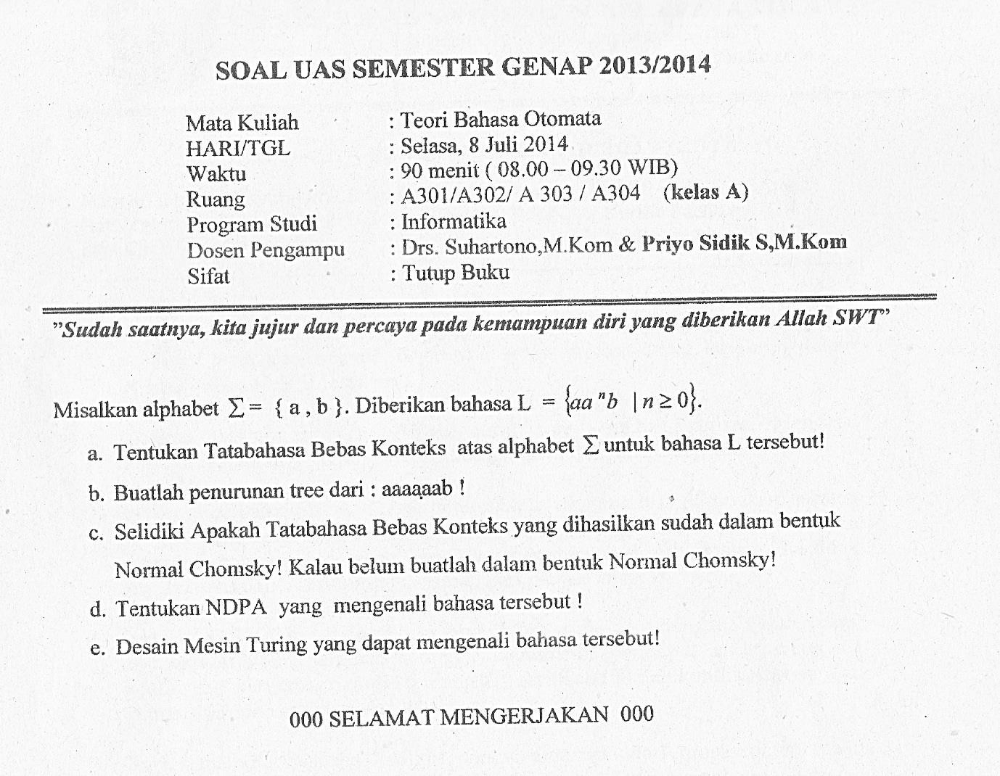 SOAL UAS SEMESTER GENAP 2013/2014
Mata Kuliah : Teori Bahasa Otomata
HARI/TGL : Selasa, 8 Juli 2014
Waktu : 90 menit ( 08.00 – 09.30 WIB)
Ruang : A301/A302/ A 303 / A304 (kelas A)
Program Studi : Informatika
Dosen Pengampu : Drs. Suhartono,M.Kom & Priyo Sidik S,M.Kom
Sifat : Tutup Buku
”Sudah saatnya, kita jujur dan percaya pada kemampuan diri yang diberikan Allah SWT”
Misalkan alphabet ∑ = { a , b }. Diberikan bahasa L = {aa ⁿb | n ≥ 0}.
a. Tentukan Tatabahasa Bebas Konteks atas alphabet ∑ untuk bahasa L tersebut!
b. Buatlah penurunan tree dari : aaaaaab !
c. Selidiki Apakah Tatabahasa Bebas Konteks yang dihasilkan sudah dalam bentuk
Normal Chomsky! Kalau belum buatlah dalam bentuk Normal Chomsky!
d. Tentukan NDPA yang mengenali bahasa tersebut !
e. Desain Mesin Turing yang dapat mengenali bahasa tersebut!
000 SELAMAT MENGERJAKAN 000